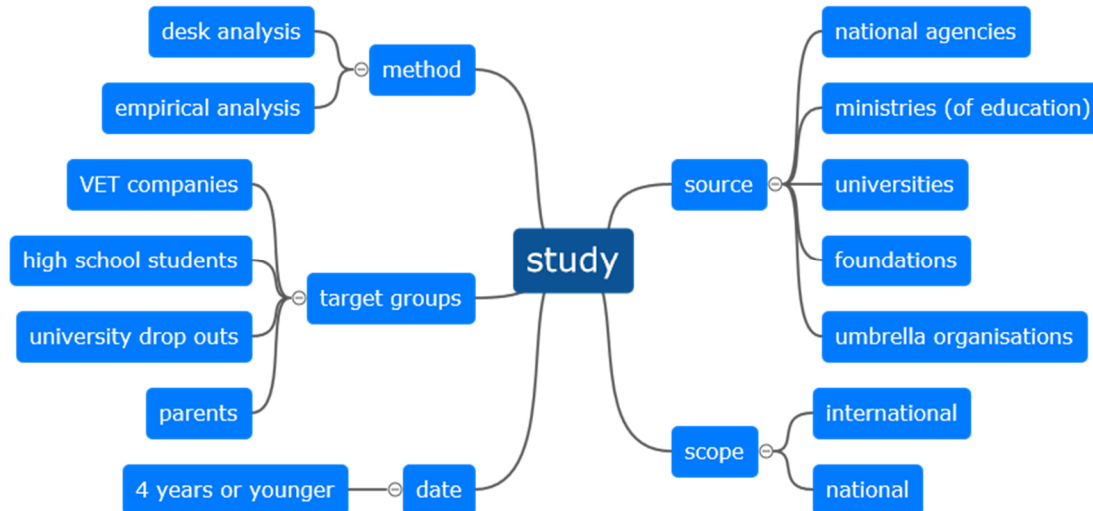 desk analysis
method
empirical analysis
VET companies
high school students
target groups
university drop outs
parents
4 years or younger
date
study
national agencies
ministries (of education)
source
universities
foundations
umbrella organisations
international
scope
national